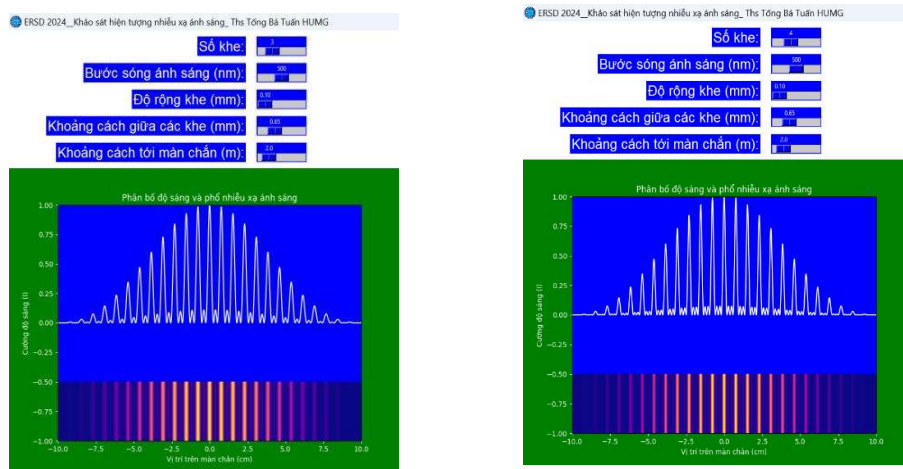 ERSD 2024__Khảo sát hiện tượng nhiễu xạ ánh sáng_ Ths Tống Bá Tuấn HUMG
Số khe:
3
Bước sóng ánh sáng (nm):
500
Độ rộng khe (mm):
0.10
Khoảng cách giữa các khe (mm):
0.65
Khoảng cách tới màn chắn (m):
2.0
Phân bố độ sáng và phổ nhiễu xạ ánh sáng
1.00
0.75
0.50
0.25
0.00
−0.25
−0.50
−0.75
−1.00
Cường độ sáng (I)
−10.0 −7.5 −5.0 −2.5 0.0 2.5 5.0 7.5 10.0
Vị trí trên màn chắn (cm)
ERSD 2024__Khảo sát hiện tượng nhiễu xạ ánh sáng_ Ths Tống Bá Tuấn HUMG
Số khe:
4
Bước sóng ánh sáng (nm):
500
Độ rộng khe (mm):
0.10
Khoảng cách giữa các khe (mm):
0.65
Khoảng cách tới màn chắn (m):
2.0
Phân bố độ sáng và phổ nhiễu xạ ánh sáng
1.00
0.75
0.50
0.25
0.00
−0.25
−0.50
−0.75
−1.00
Cường độ sáng (I)
−10.0 −7.5 −5.0 −2.5 0.0 2.5 5.0 7.5 10.0
Vị trí trên màn chắn (cm)